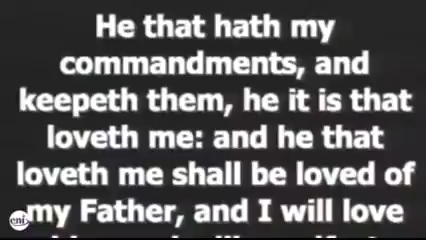 He that hath my
commandments, and
keepeth them, he it is that
loveth me: and he that
loveth me shall be loved of
my Father, and I will love
cni